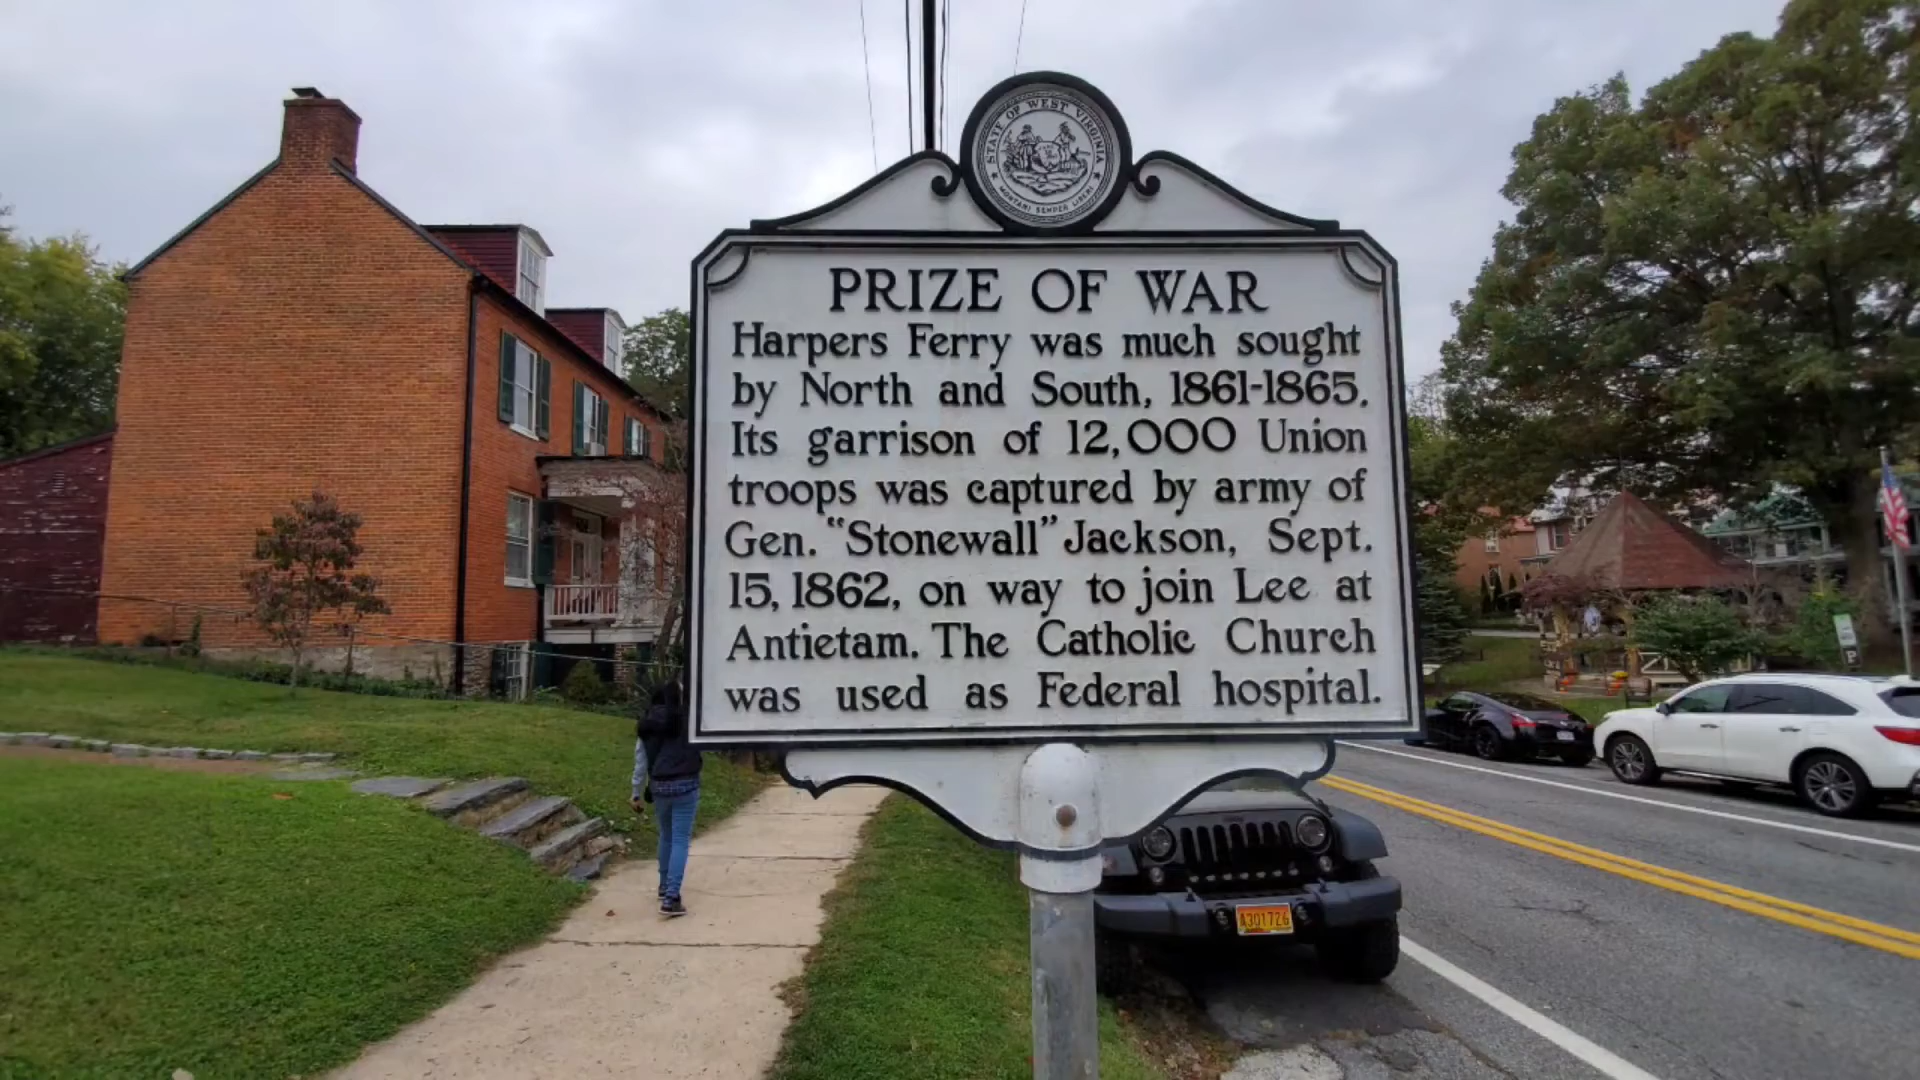 STATE OF WEST VIRGINIA
MONTANI SEMPER LIBERI
PRIZE OF WAR
Harpers Ferry was much sought
by North and South, 1861-1865.
Its garrison of 12,000 Union
troops was captured by army of
Gen. "Stonewall" Jackson, Sept.
15, 1862, on way to join Lee at
Antietam. The Catholic Church
was used as Federal hospital.
A301726
P